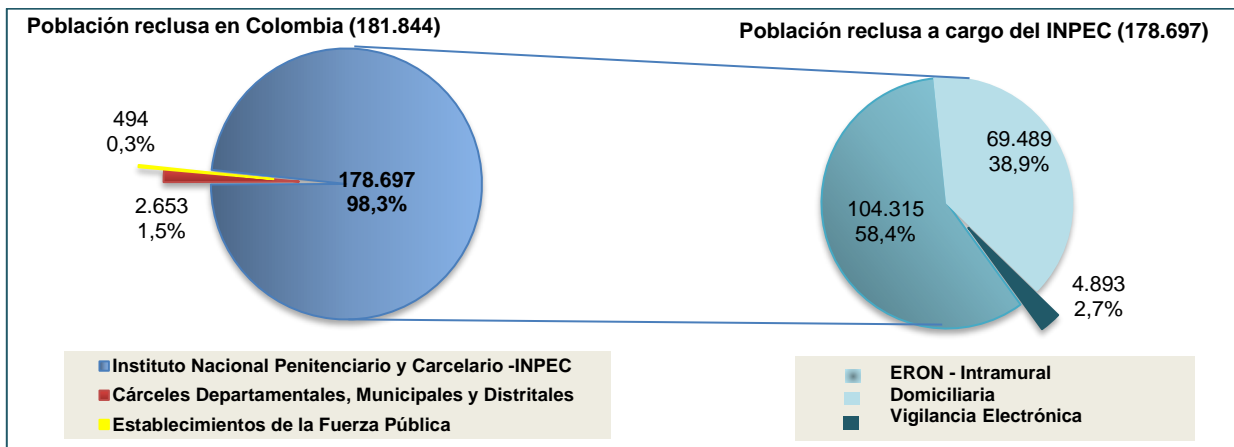 Población reclusa en Colombia (181.844)
494
0,3%
2.653
1,5%
178.697
98,3%
Instituto Nacional Penitenciario y Carcelario -INPEC
Cárceles Departamentales, Municipales y Distritales
Establecimientos de la Fuerza Pública
Población reclusa a cargo del INPEC (178.697)
69.489
38,9%
104.315
58,4%
4.893
2,7%
ERON - Intramural
Domiciliaria
Vigilancia Electrónica